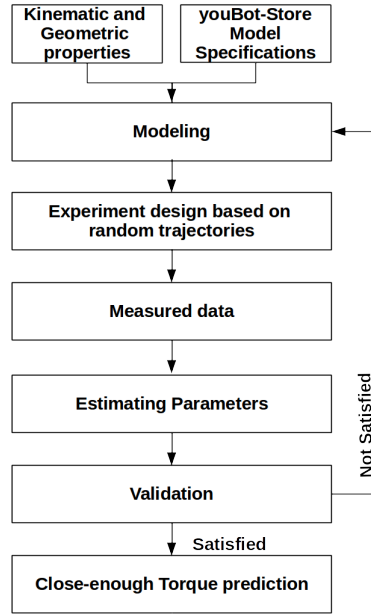 Kinematic and
Geometric
properties
youBot-Store
Model
Specifications
Modeling
Experiment design based on
random trajectories
Measured data
Estimating Parameters
Not Satisfied
Validation
Satisfied
Close-enough Torque prediction